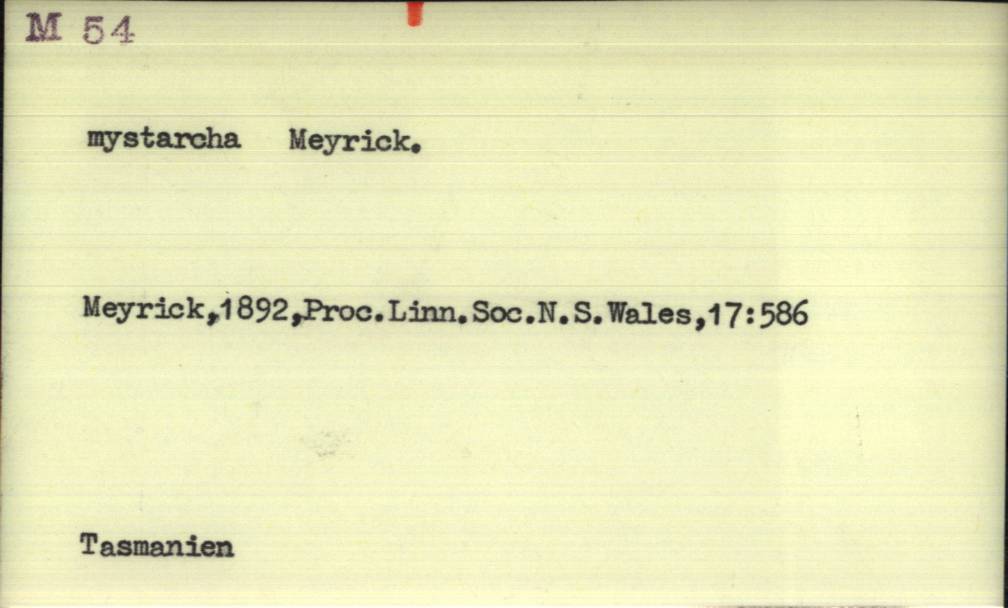 M 54
mystarcha Meyrick.
Meyrick,1892,Proc.Linn.Soc.N.S.Wales,17:586
Tasmanien